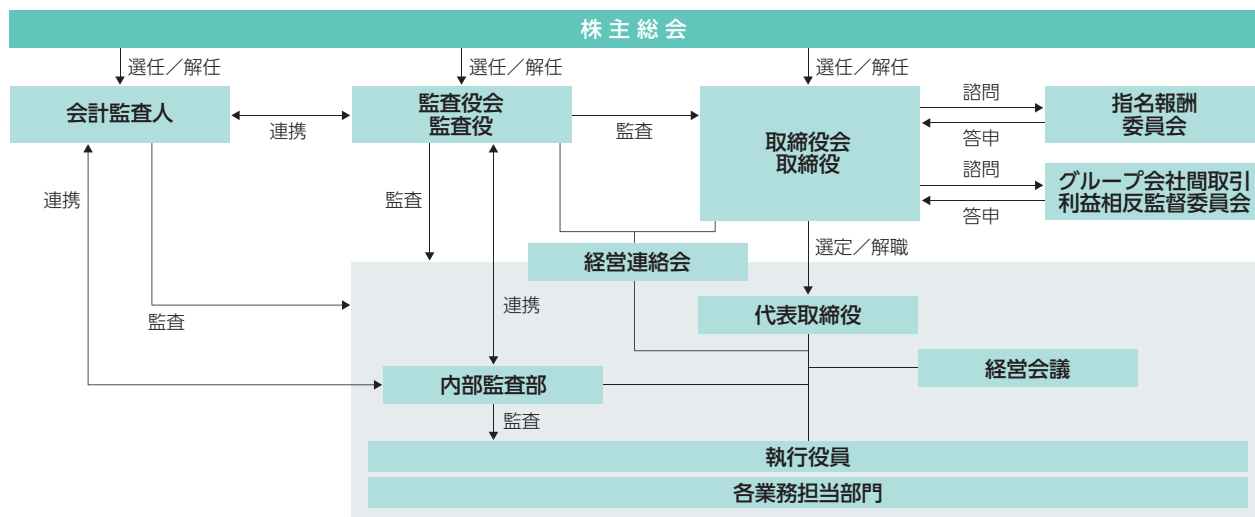 株主総会
選任／解任
選任／解任
選任／解任
会計監査人
連携
監査役会
監査役
監査
取締役会
取締役
諮問
答申
指名報酬
委員会
諮問
答申
グループ会社間取引
利益相反監督委員会
連携
監査
選定／解職
経営連絡会
監査
連携
代表取締役
経営会議
内部監査部
監査
執行役員
各業務担当部門